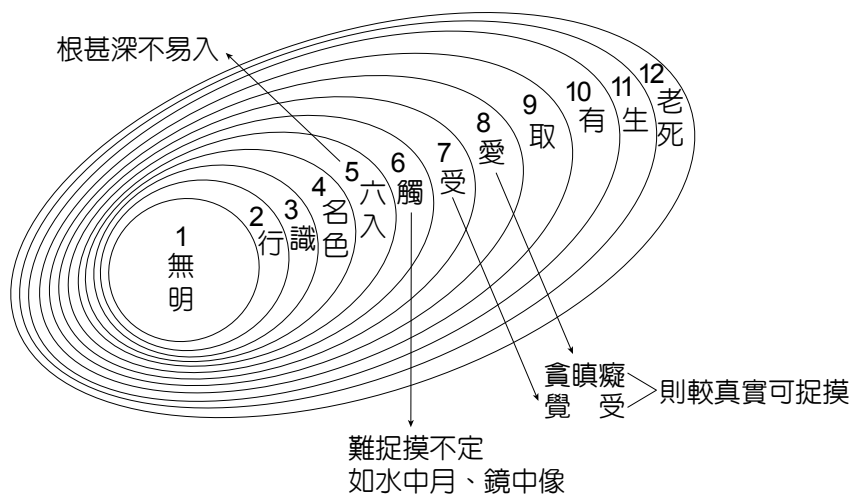 根甚深不易入
1
無
明
2
行
3
識
4
名
色
5
六
入
6
觸
7
受
8
愛
9
取
10
有
11
生
12
老
死
貪瞋癡
覺 受
則較真實可捉摸
難捉摸不定
如水中月、鏡中像